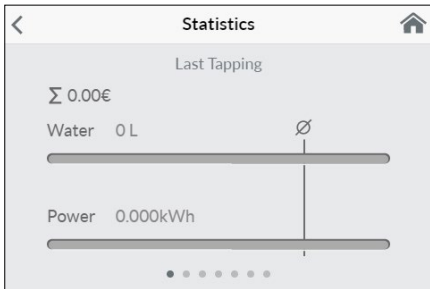 Statistics
Last Tapping
Σ 0.00€
Water 0 L
Ø
Power 0.000kWh